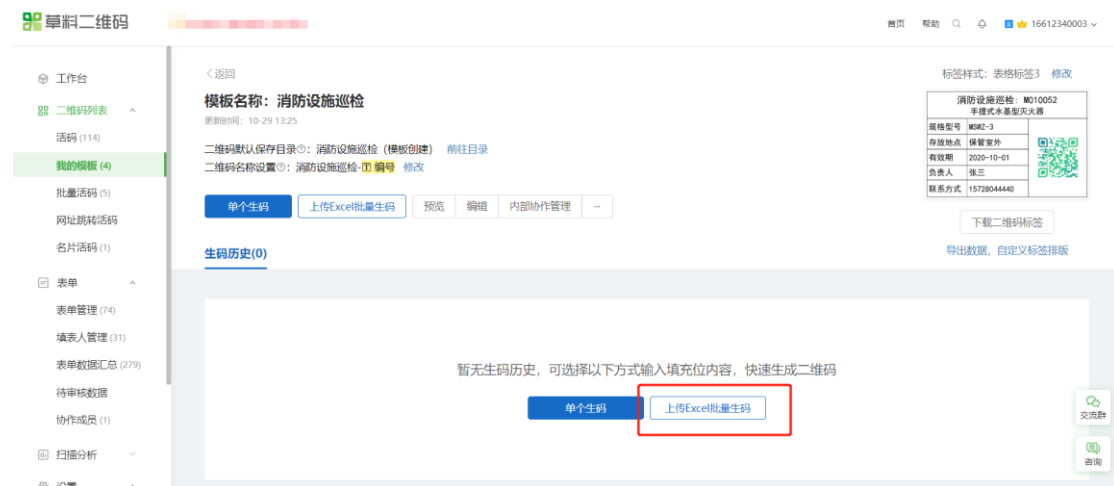 草料二维码
首页 帮助 16612340003
工作台
二维码列表
活码 (114)
我的模板 (4)
批量活码 (5)
网址跳转活码
名片活码 (1)
表单
表单管理 (74)
填表人管理 (31)
表单数据汇总 (279)
待审核数据
协作成员 (1)
扫描分析
设置
<返回
模板名称：消防设施巡检
更新时间：10-29 13:25
二维码默认保存目录?：消防设施巡检（模板创建） 前往目录
二维码名称设置?：消防设施巡检-编号 修改
单个生码 上传Excel批量生码 预览 编辑 内部协作管理 ...
生码历史(0)
标签样式：表格标签3 修改
消防设施巡检：M010052
手提式水基型灭火器
规格型号 MSWZ-3
存放地点 保管室外
有效期 2020-10-01
负责人 张三
联系方式 15728044440
下载二维码标签
导出数据，自定义标签排版
暂无生码历史，可选择以下方式输入填充位内容，快速生成二维码
单个生码 上传Excel批量生码
交流群
咨询